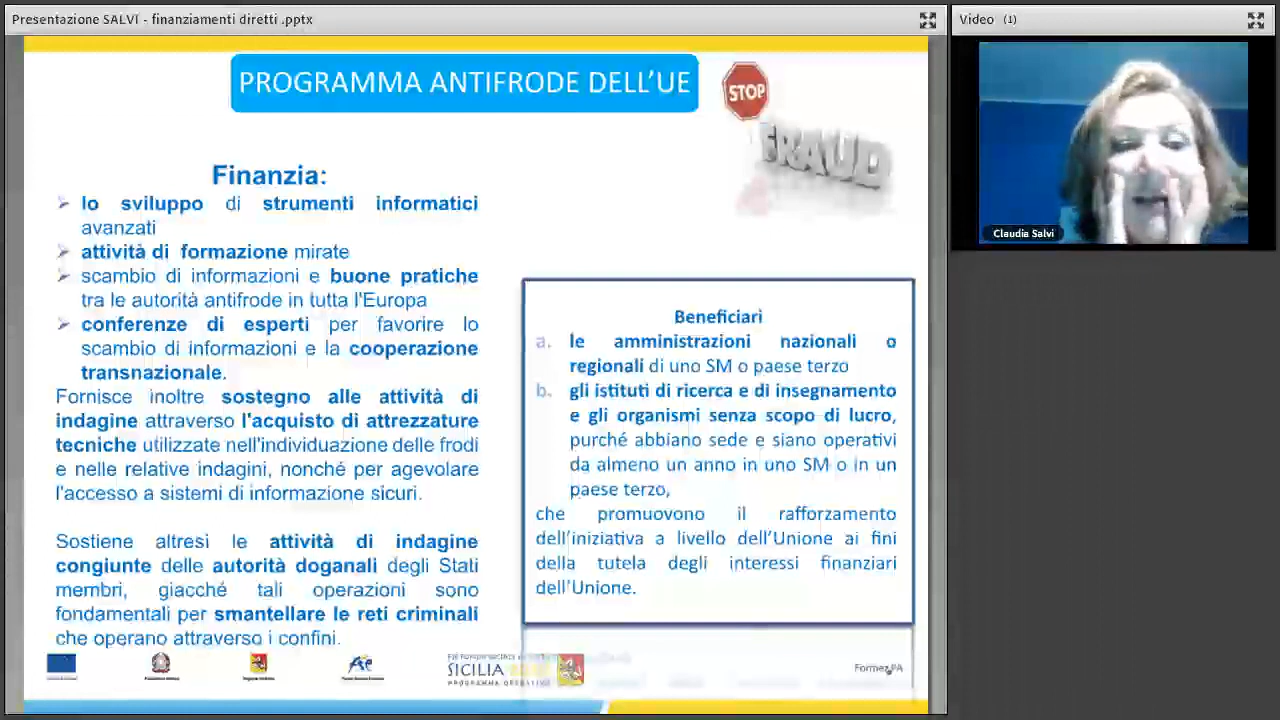 Presentazione SALVI - finanziamenti diretti .pptx
Video (1)
PROGRAMMA ANTIFRODE DELL'UE
STOP
FRAUD
Claudia Salvi
Finanzia:
lo sviluppo di strumenti informatici
avanzati
attività di formazione mirate
scambio di informazioni e buone pratiche
tra le autorità antifrode in tutta l'Europa
conferenze di esperti per favorire lo
scambio di informazioni e la cooperazione
transnazionale.
Fornisce inoltre sostegno alle attività di
indagine attraverso l'acquisto di attrezzature
tecniche utilizzate nell'individuazione delle frodi
e nelle relative indagini, nonché per agevolare
l'accesso a sistemi di informazione sicuri.
Sostiene altresì le attività di indagine
congiunte delle autorità doganali degli Stati
membri, giacché tali operazioni sono
fondamentali per smantellare le reti criminali
che operano attraverso i confini.
Beneficiari
a. le amministrazioni nazionali o
regionali di uno SM o paese terzo
b. gli istituti di ricerca e di insegnamento
e gli organismi senza scopo di lucro,
purché abbiano sede e siano operativi
da almeno un anno in uno SM o in un
paese terzo,
che promuovono il rafforzamento
dell'iniziativa a livello dell'Unione ai fini
della tutela degli interessi finanziari
dell'Unione.
SICILIA
PROGRAMMA OPERATIVO
Formez PA